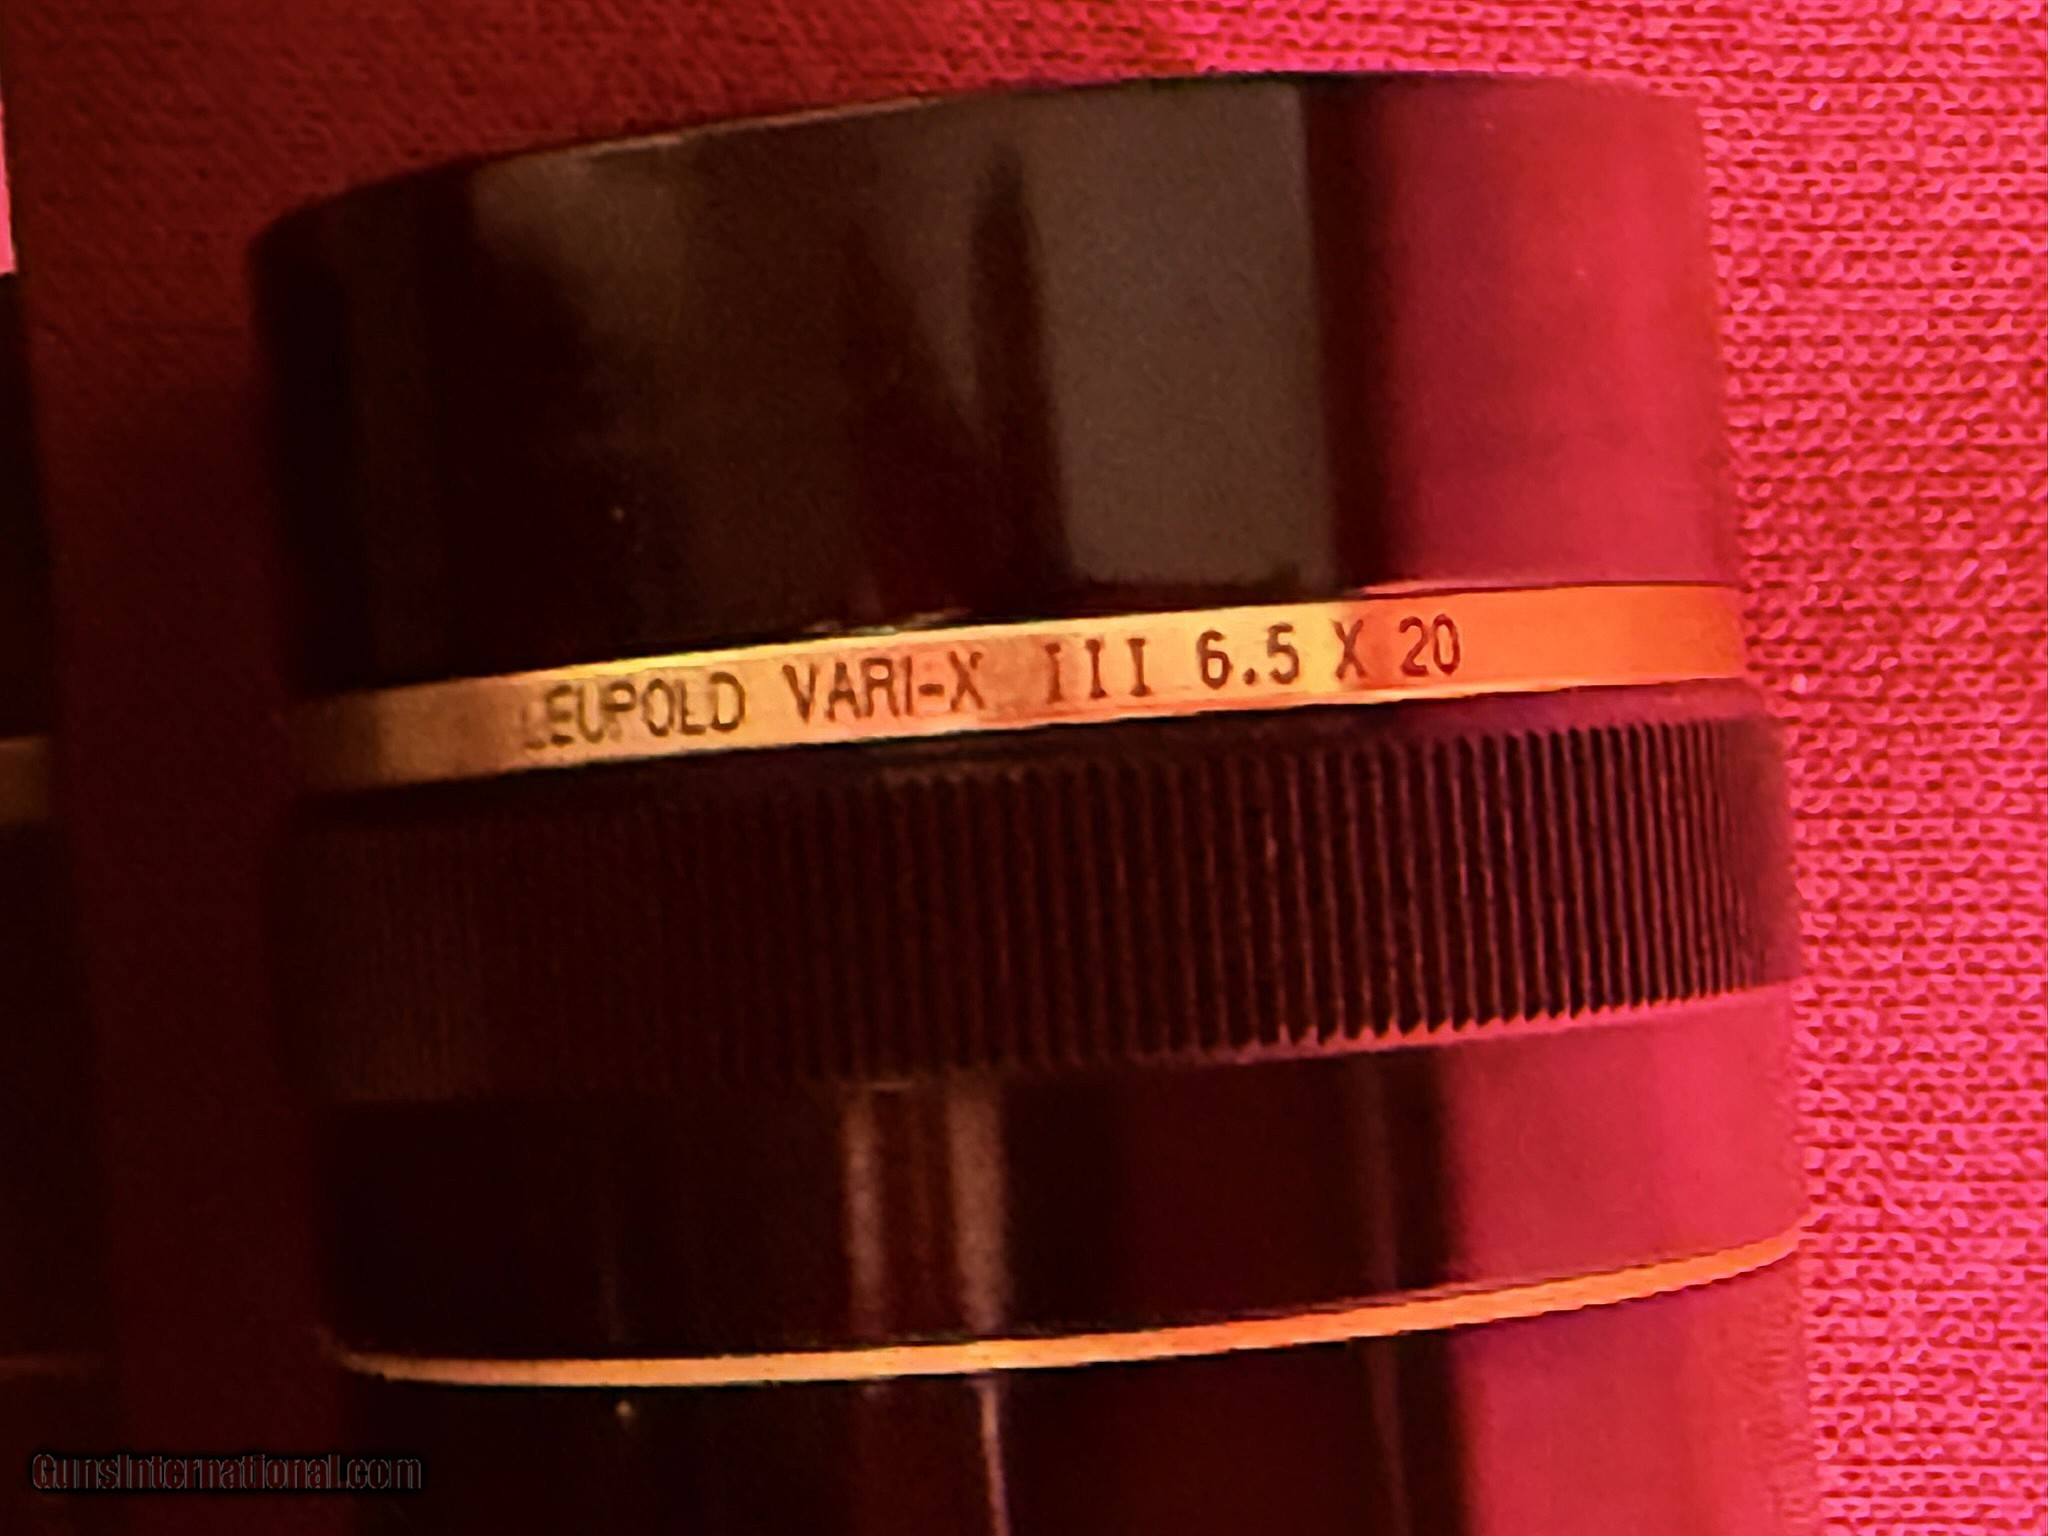 LEUPOLD VARI-X III 6.5 X 20
GunsInternational.com